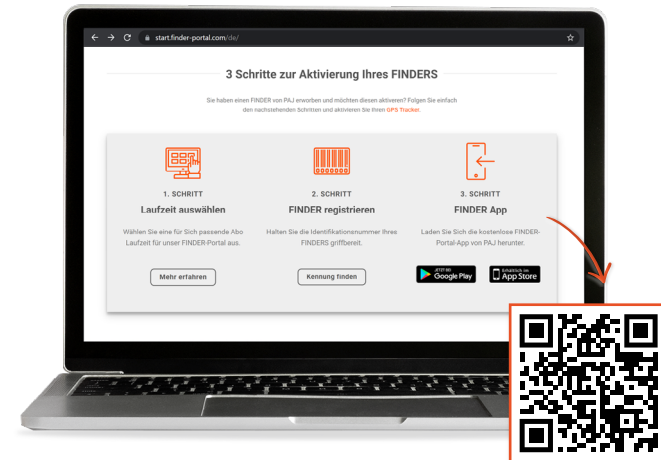 start.finder-portal.com/de/
3 Schritte zur Aktivierung Ihres FINDERS
Sie haben einen FINDER von PAJ erworben und möchten diesen aktiveren? Folgen Sie einfach
den nachstehenden Schritten und aktivieren Sie Ihren GPS Tracker.
1. SCHRITT
Laufzeit auswählen
Wählen Sie eine für Sich passende Abo
Laufzeit für unser FINDER-Portal aus.
Mehr erfahren
2. SCHRITT
FINDER registrieren
Halten Sie die Identifikationsnummer Ihres
FINDERS griffbereit.
Kennung finden
3. SCHRITT
FINDER App
Laden Sie Sich die kostenlose FINDER-
Portal-App von PAJ herunter.
JETZT BEI
Google Play
Erhältlich im
App Store